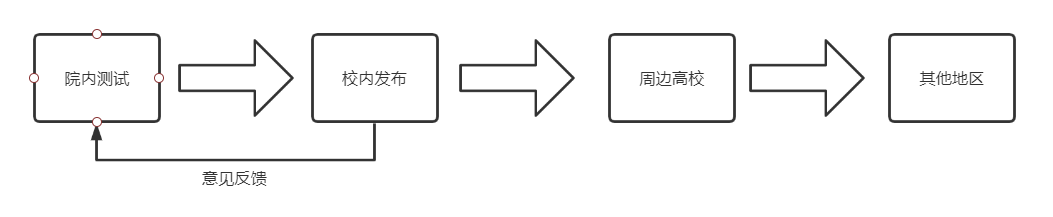 院内测试
校内发布
周边高校
其他地区
意见反馈